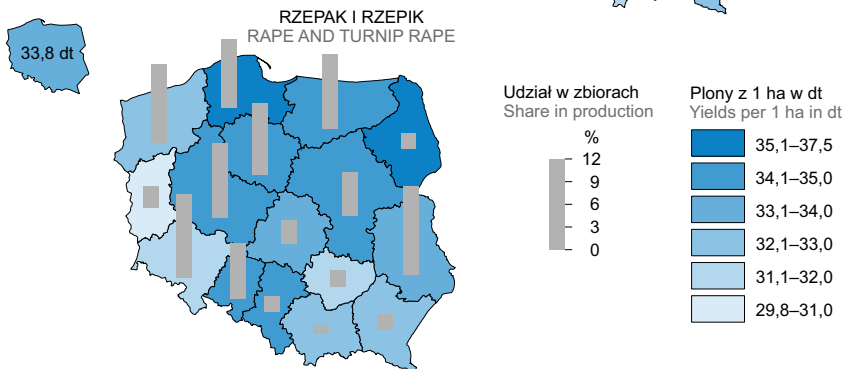 RZEPAK I RZEPIK
RAPE AND TURNIP RAPE
33,8 dt
Udział w zbiorach
Share in production
%
12
9
6
3
0
Plony z 1 ha w dt
Yields per 1 ha in dt
35,1–37,5
34,1–35,0
33,1–34,0
32,1–33,0
31,1–32,0
29,8–31,0